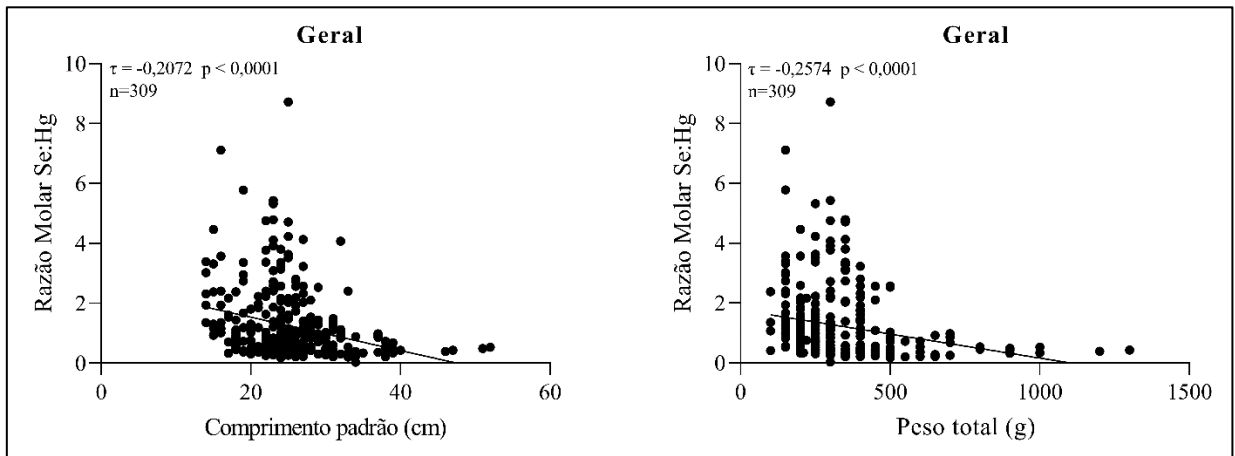 Geral
τ = -0,2072 p < 0,0001
n=309
10
8
6
4
2
0
Razão Molar Se:Hg
0
20
40
60
Comprimento padrão (cm)
Geral
τ = -0,2574 p < 0,0001
n=309
10
8
6
4
2
0
Razão Molar Se:Hg
0
500
1000
1500
Peso total (g)